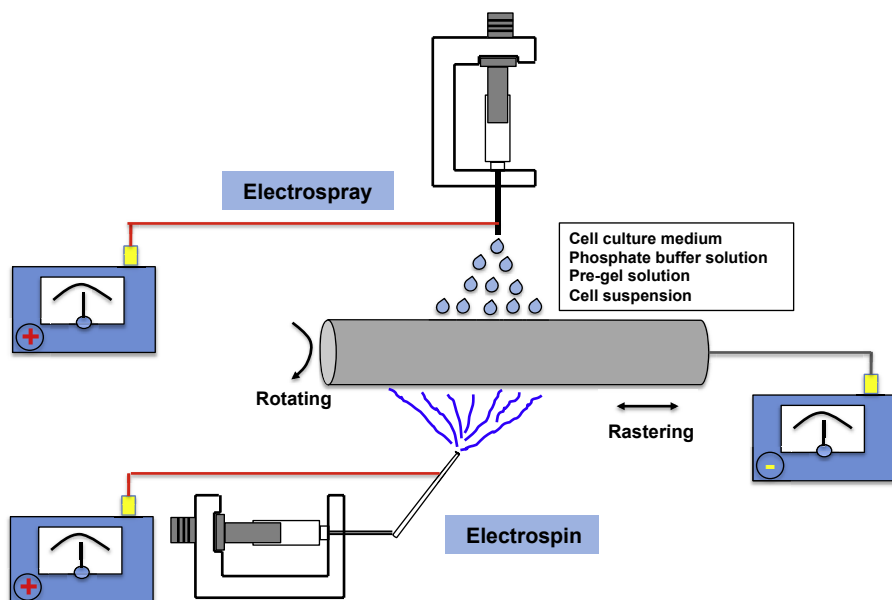 Electrospray
Cell culture medium
Phosphate buffer solution
Pre-gel solution
Cell suspension
+
Rotating
Rastering
-
Electrospin
+